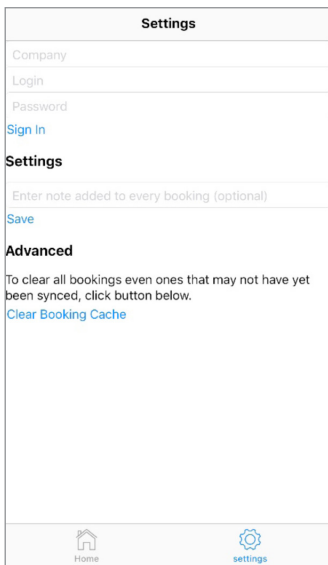 Settings
Company
Login
Password
Sign In
Settings
Enter note added to every booking (optional)
Save
Advanced
To clear all bookings even ones that may not have yet
been synced, click button below.
Clear Booking Cache
Home
settings